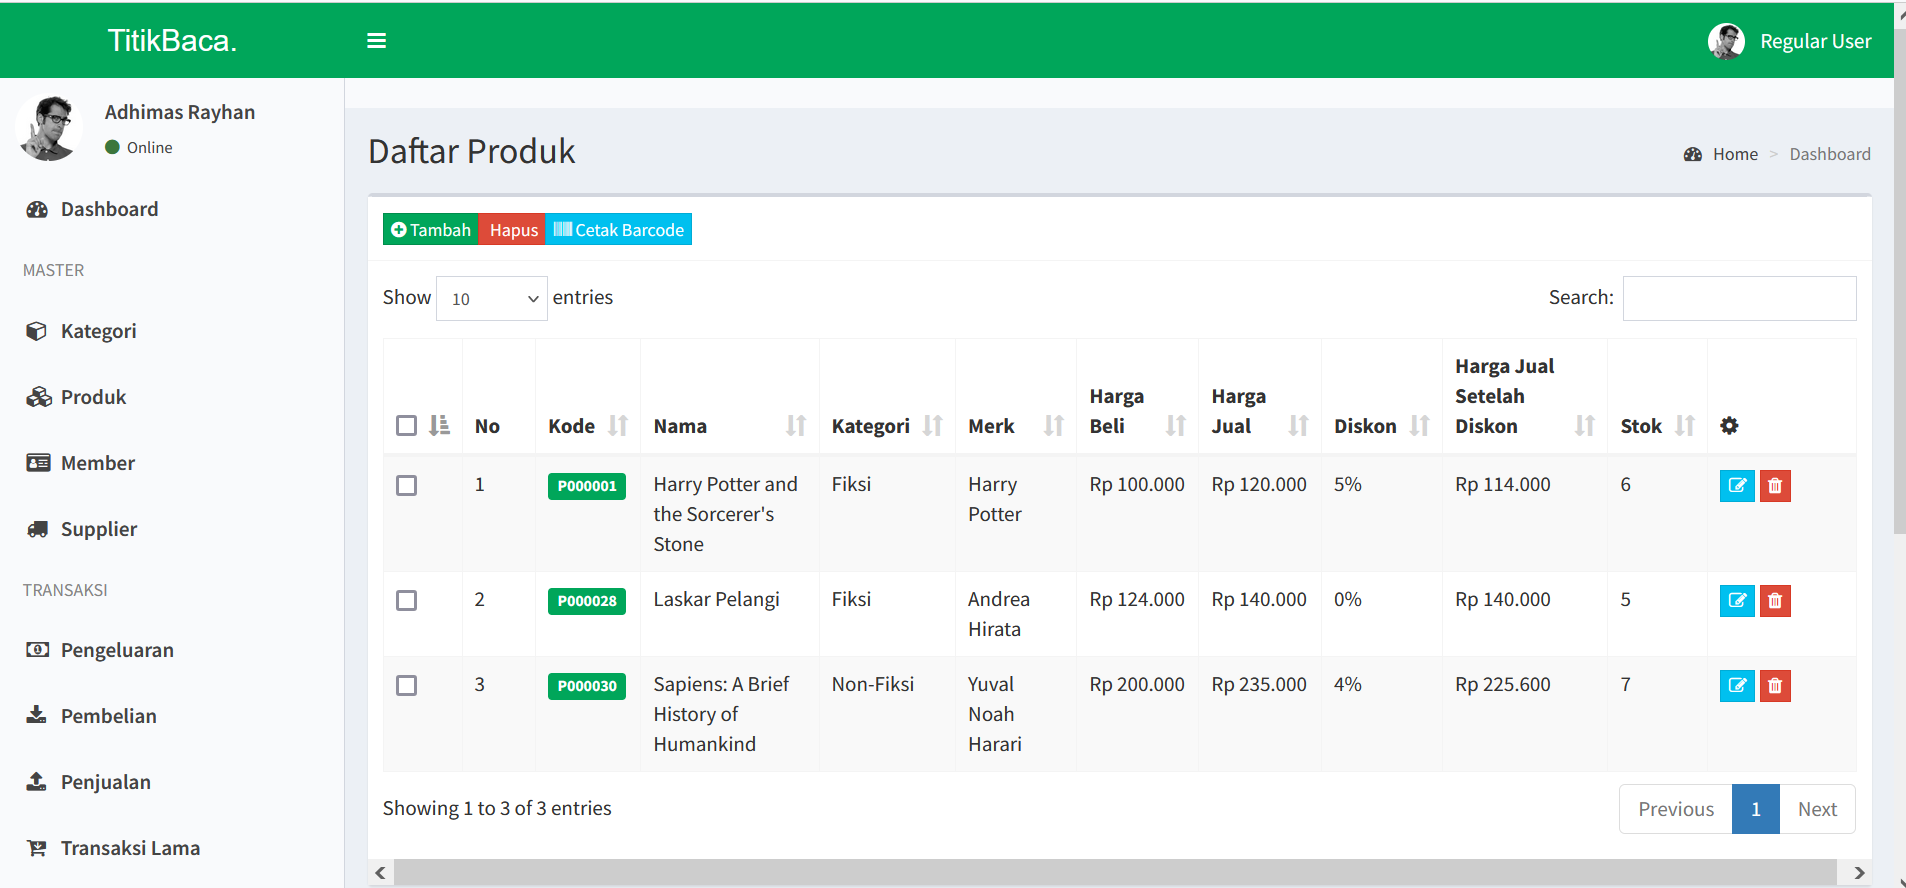 TitikBaca.
Regular User
Adhimas Rayhan
Online
Dashboard
MASTER
Kategori
Produk
Member
Supplier
TRANSAKSI
Pengeluaran
Pembelian
Penjualan
Transaksi Lama
Daftar Produk
Home > Dashboard
Tambah Hapus Cetak Barcode
Show 10 entries
Search:
No Kode Nama Kategori Merk Harga Beli Harga Jual Diskon Harga Jual Setelah Diskon Stok
1 P000001 Harry Potter and the Sorcerer's Stone Fiksi Harry Potter Rp 100.000 Rp 120.000 5% Rp 114.000 6
2 P000028 Laskar Pelangi Fiksi Andrea Hirata Rp 124.000 Rp 140.000 0% Rp 140.000 5
3 P000030 Sapiens: A Brief History of Humankind Non-Fiksi Yuval Noah Harari Rp 200.000 Rp 235.000 4% Rp 225.600 7
Showing 1 to 3 of 3 entries
Previous 1 Next